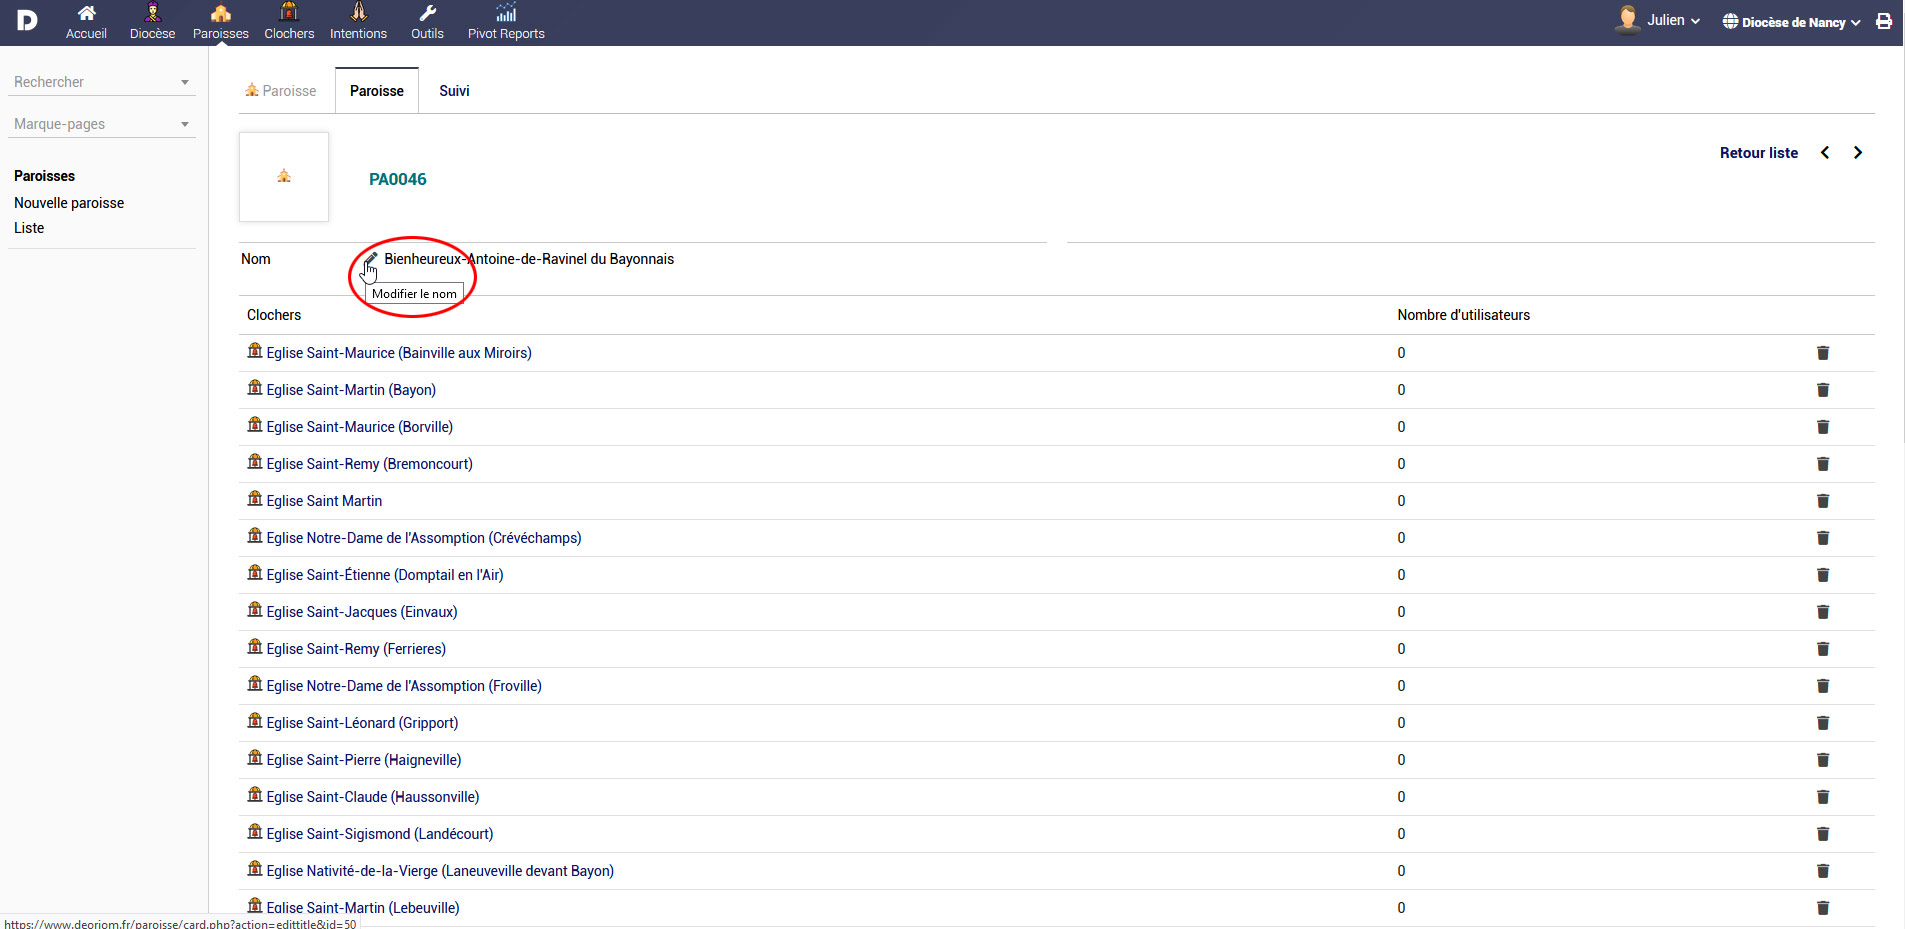 D
Accueil
Diocèse
Paroisses
Clochers
Intentions
Outils
Pivot Reports
Julien
Diocèse de Nancy
Rechercher
Marque-pages
Paroisses
Nouvelle paroisse
Liste
Paroisse
Paroisse
Suivi
PA0046
Retour liste
Nom
Bienheureux-Antoine-de-Ravinel du Bayonnais
Modifier le nom
Clochers Nombre d'utilisateurs
Eglise Saint-Maurice (Bainville aux Miroirs) 0
Eglise Saint-Martin (Bayon) 0
Eglise Saint-Maurice (Borville) 0
Eglise Saint-Remy (Bremoncourt) 0
Eglise Saint Martin 0
Eglise Notre-Dame de l'Assomption (Crévéchamps) 0
Eglise Saint-Étienne (Domptail en l'Air) 0
Eglise Saint-Jacques (Einvaux) 0
Eglise Saint-Remy (Ferrieres) 0
Eglise Notre-Dame de l'Assomption (Froville) 0
Eglise Saint-Léonard (Gripport) 0
Eglise Saint-Pierre (Haigneville) 0
Eglise Saint-Claude (Haussonville) 0
Eglise Saint-Sigismond (Landécourt) 0
Eglise Nativité-de-la-Vierge (Laneuveville devant Bayon) 0
Eglise Saint-Martin (Lebeuville) 0
https://www.deoriom.fr/paroisse/card.php?action=edittitle&id=50